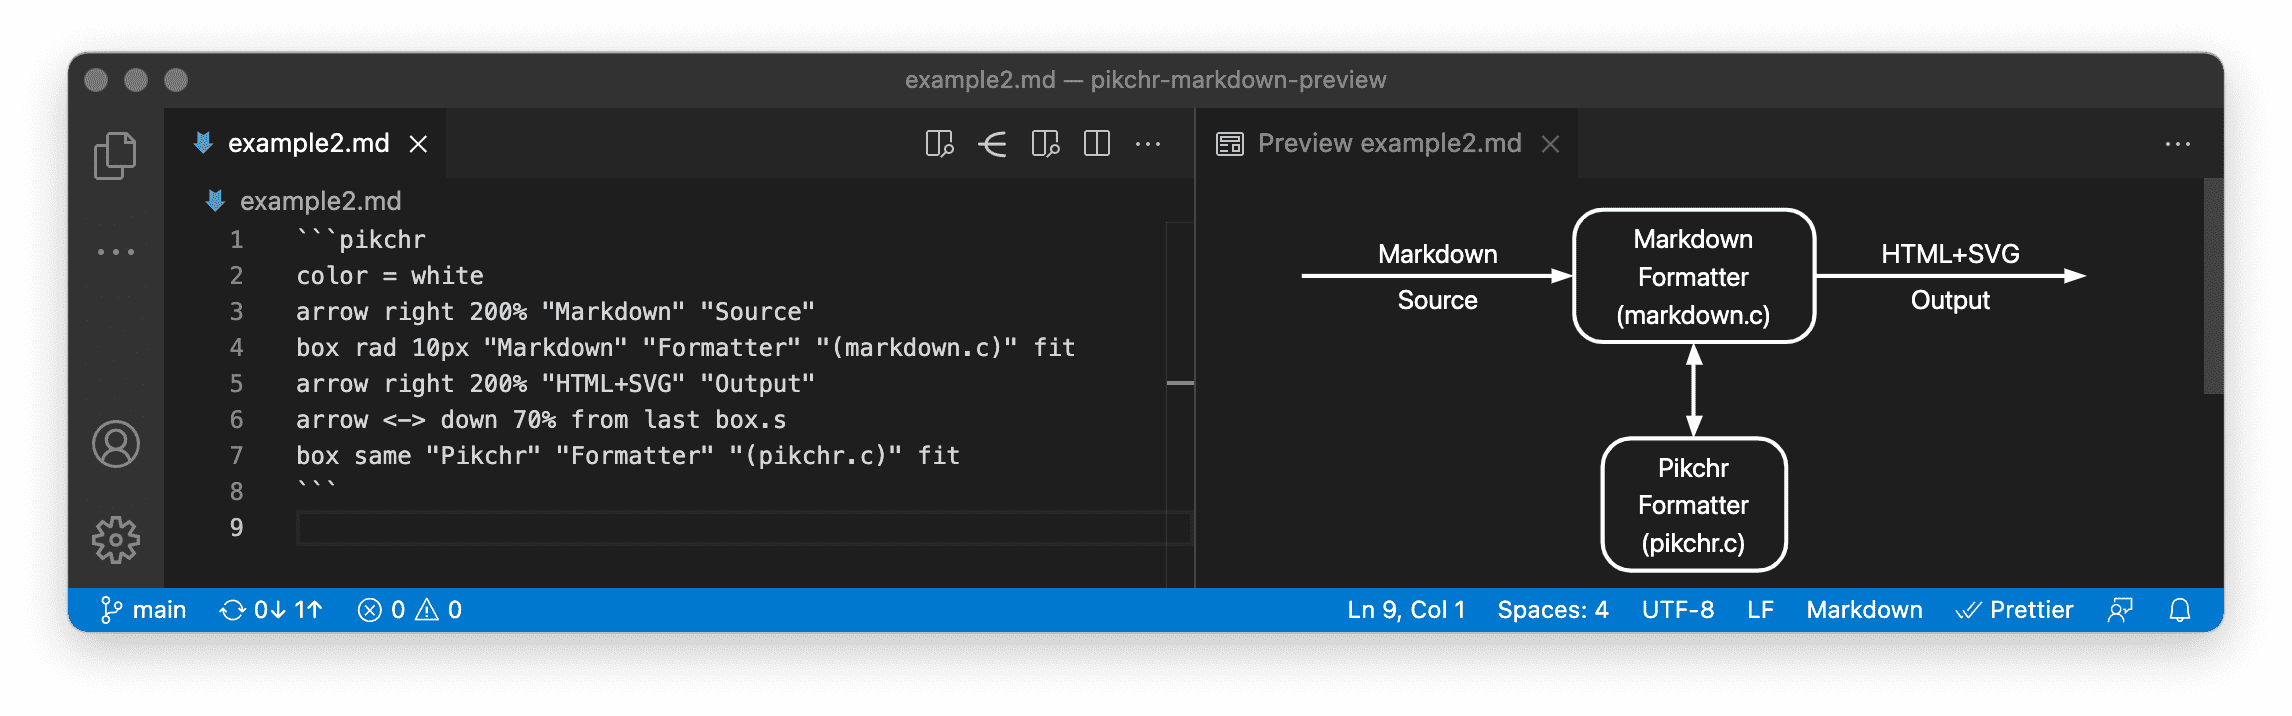 example2.md — pikchr-markdown-preview
example2.md
Preview example2.md
example2.md
1 ```pikchr
2 color = white
3 arrow right 200% "Markdown" "Source"
4 box rad 10px "Markdown" "Formatter" "(markdown.c)" fit
5 arrow right 200% "HTML+SVG" "Output"
6 arrow <-> down 70% from last box.s
7 box same "Pikchr" "Formatter" "(pikchr.c)" fit
8 ```
9
Markdown
Source
Markdown
Formatter
(markdown.c)
HTML+SVG
Output
Pikchr
Formatter
(pikchr.c)
main 0↓ 1↑ 0 0 Ln 9, Col 1 Spaces: 4 UTF-8 LF Markdown Prettier